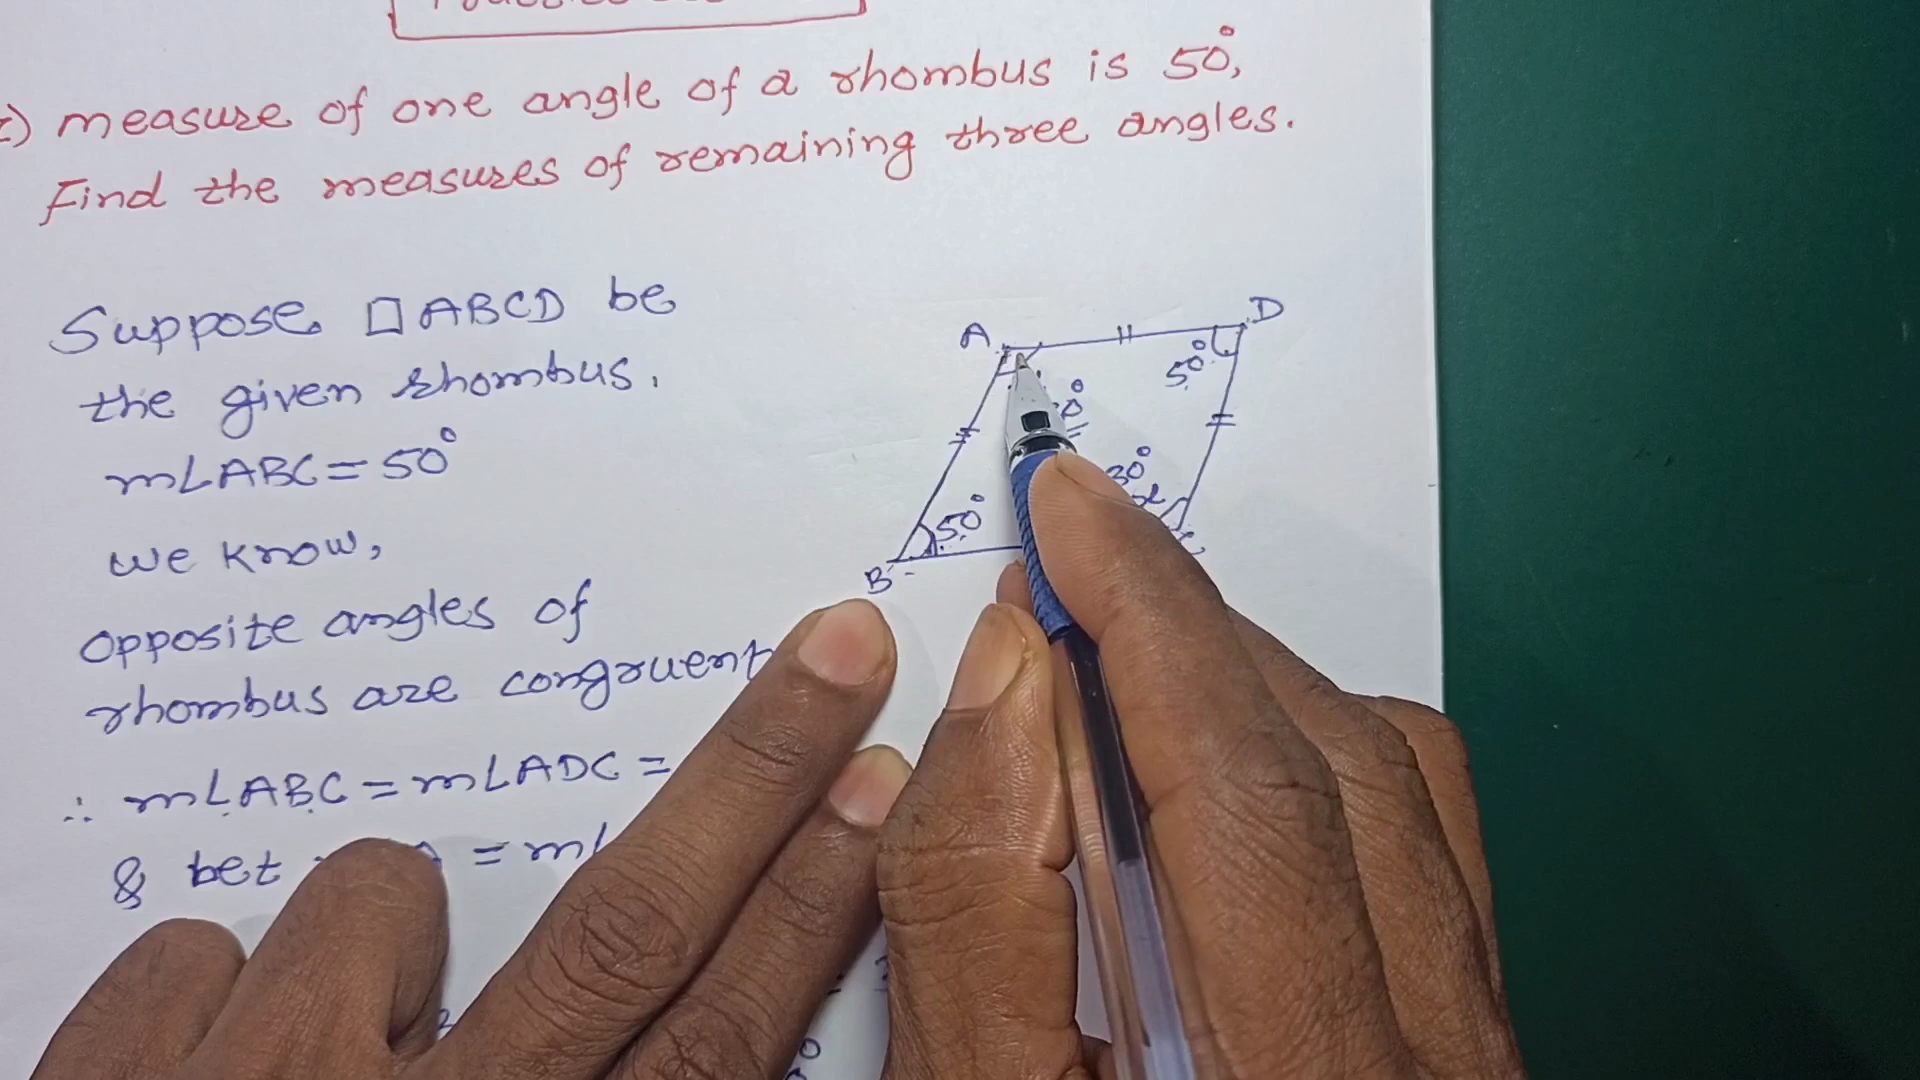 measure of one angle of a rhombus is 50°,
Find the measures of remaining three angles.
Suppose □ABCD be
the given rhombus.
m∠ABC = 50°
we know,
opposite angles of
rhombus are congruent
∴ m∠ABC = m∠ADC =
& let = m∠
A
D
50°
50°
B
C
x